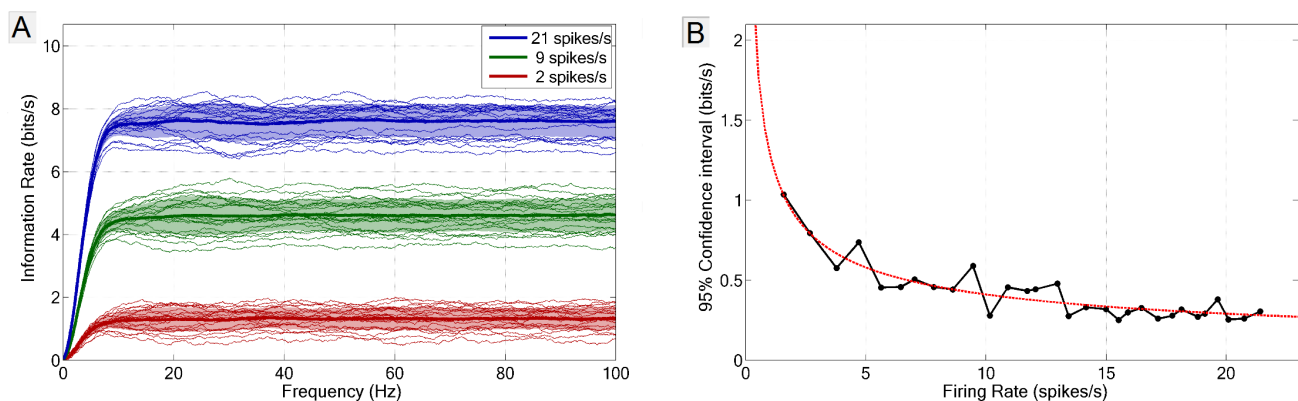 A
Information Rate (bits/s)
10
8
6
4
2
0
21 spikes/s
9 spikes/s
2 spikes/s
0 20 40 60 80 100
Frequency (Hz)
B
95% Confidence interval (bits/s)
2
1.5
1
0.5
0
0 5 10 15 20
Firing Rate (spikes/s)